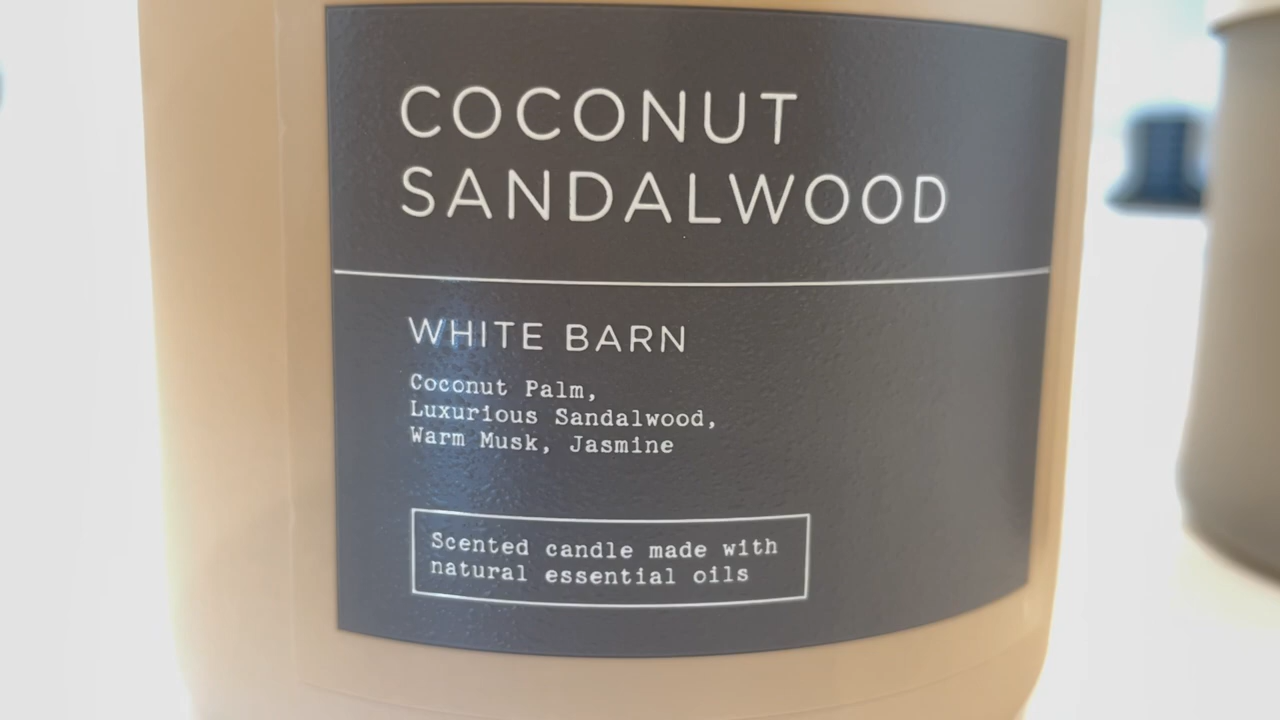 COCONUT
SANDALWOOD
WHITE BARN
Coconut Palm,
Luxurious Sandalwood,
Warm Musk, Jasmine
Scented candle made with
natural essential oils